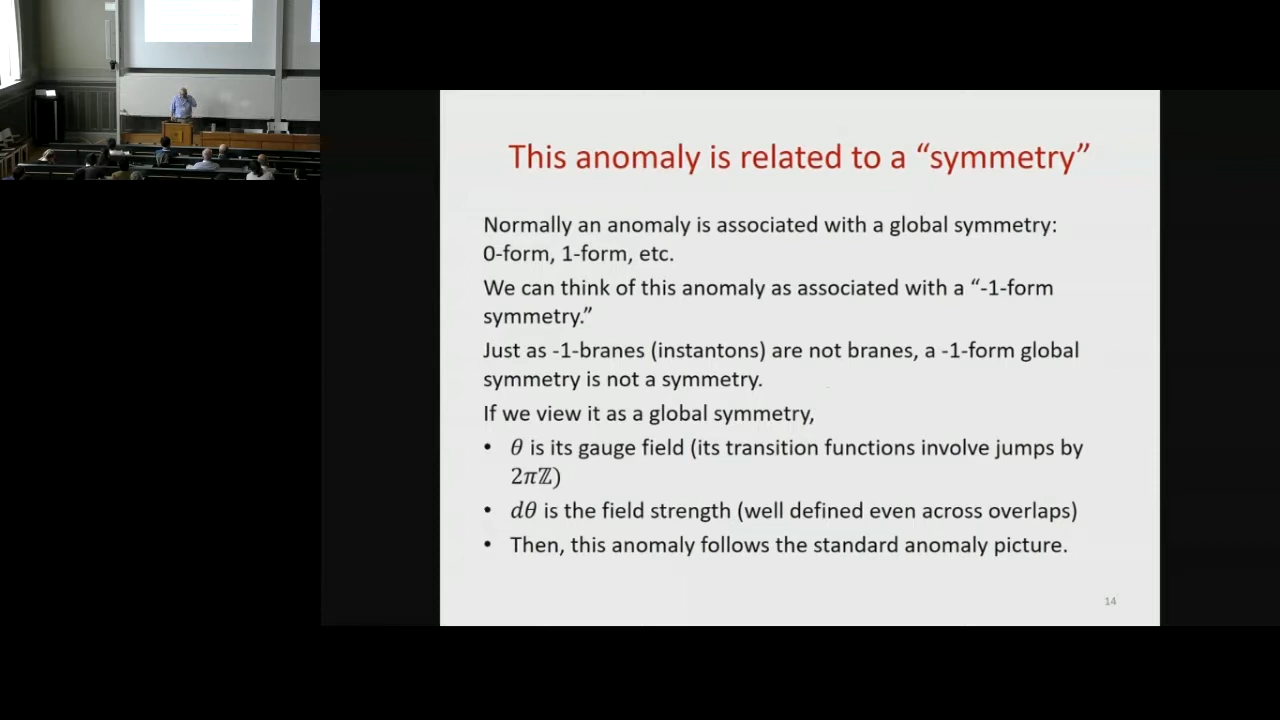 This anomaly is related to a “symmetry”
Normally an anomaly is associated with a global symmetry:
0-form, 1-form, etc.
We can think of this anomaly as associated with a “-1-form
symmetry.”
Just as -1-branes (instantons) are not branes, a -1-form global
symmetry is not a symmetry.
If we view it as a global symmetry,
• θ is its gauge field (its transition functions involve jumps by
2πℤ)
• dθ is the field strength (well defined even across overlaps)
• Then, this anomaly follows the standard anomaly picture.
14